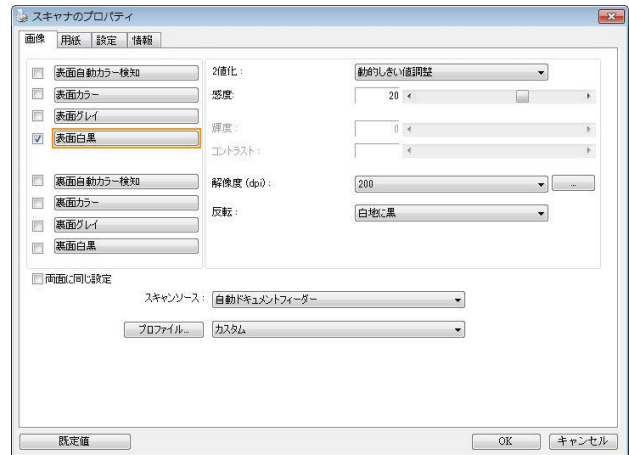 スキャナのプロパティ
画像 用紙 設定 情報
表面自動カラー検知
表面カラー
表面グレイ
表面白黒
裏面自動カラー検知
裏面カラー
裏面グレイ
裏面白黒
2値化: 動的しきい値調整
感度: 20
輝度: 0
コントラスト:
解像度 (dpi): 200 ...
反転: 白地に黒
両面に同じ設定
スキャンソース: 自動ドキュメントフィーダー
プロファイル... カスタム
既定値 OK キャンセル